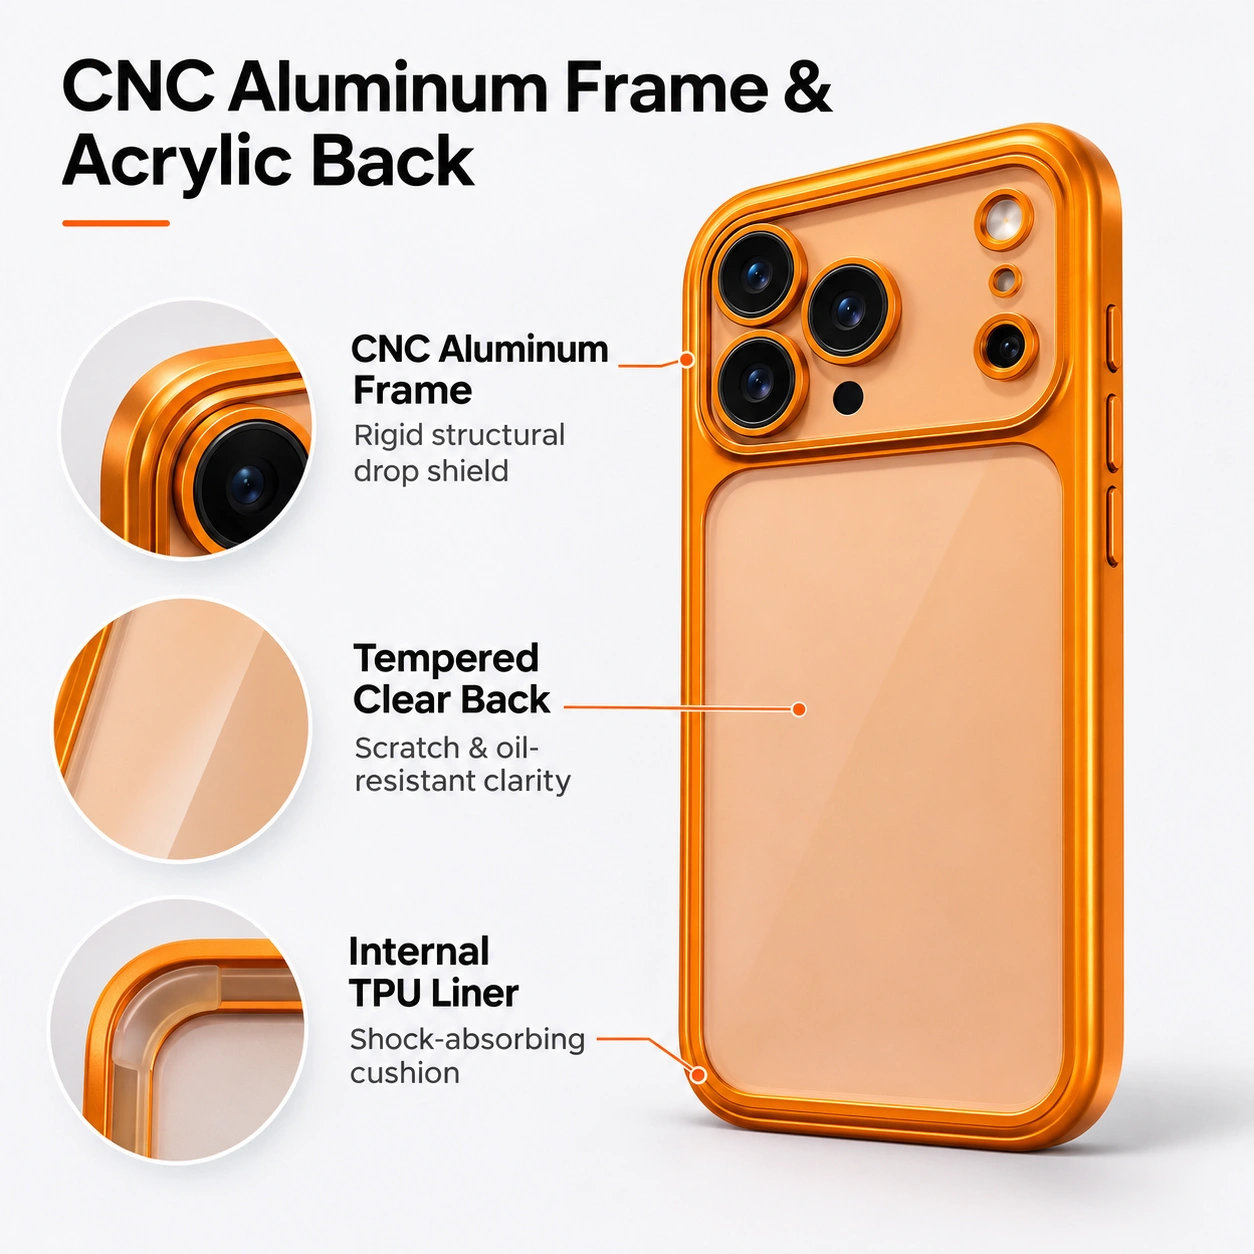 CNC Aluminum Frame &
Acrylic Back
CNC Aluminum
Frame
Rigid structural
drop shield
Tempered
Clear Back
Scratch & oil-
resistant clarity
Internal
TPU Liner
Shock-absorbing
cushion